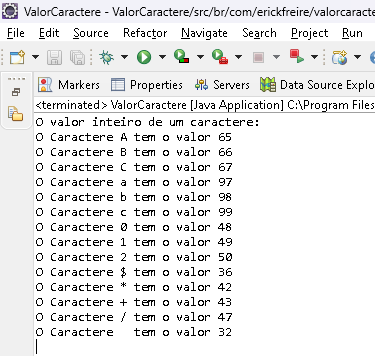 ValorCaractere - ValorCaractere/src/br/com/erickfreire/valorcaracte
File Edit Source Refactor Navigate Search Project Run
Markers Properties Servers Data Source Explo
<terminated> ValorCaractere [Java Application] C:\Program Files
O valor inteiro de um caractere:
O Caractere A tem o valor 65
O Caractere B tem o valor 66
O Caractere C tem o valor 67
O Caractere a tem o valor 97
O Caractere b tem o valor 98
O Caractere c tem o valor 99
O Caractere 0 tem o valor 48
O Caractere 1 tem o valor 49
O Caractere 2 tem o valor 50
O Caractere $ tem o valor 36
O Caractere * tem o valor 42
O Caractere + tem o valor 43
O Caractere / tem o valor 47
O Caractere   tem o valor 32